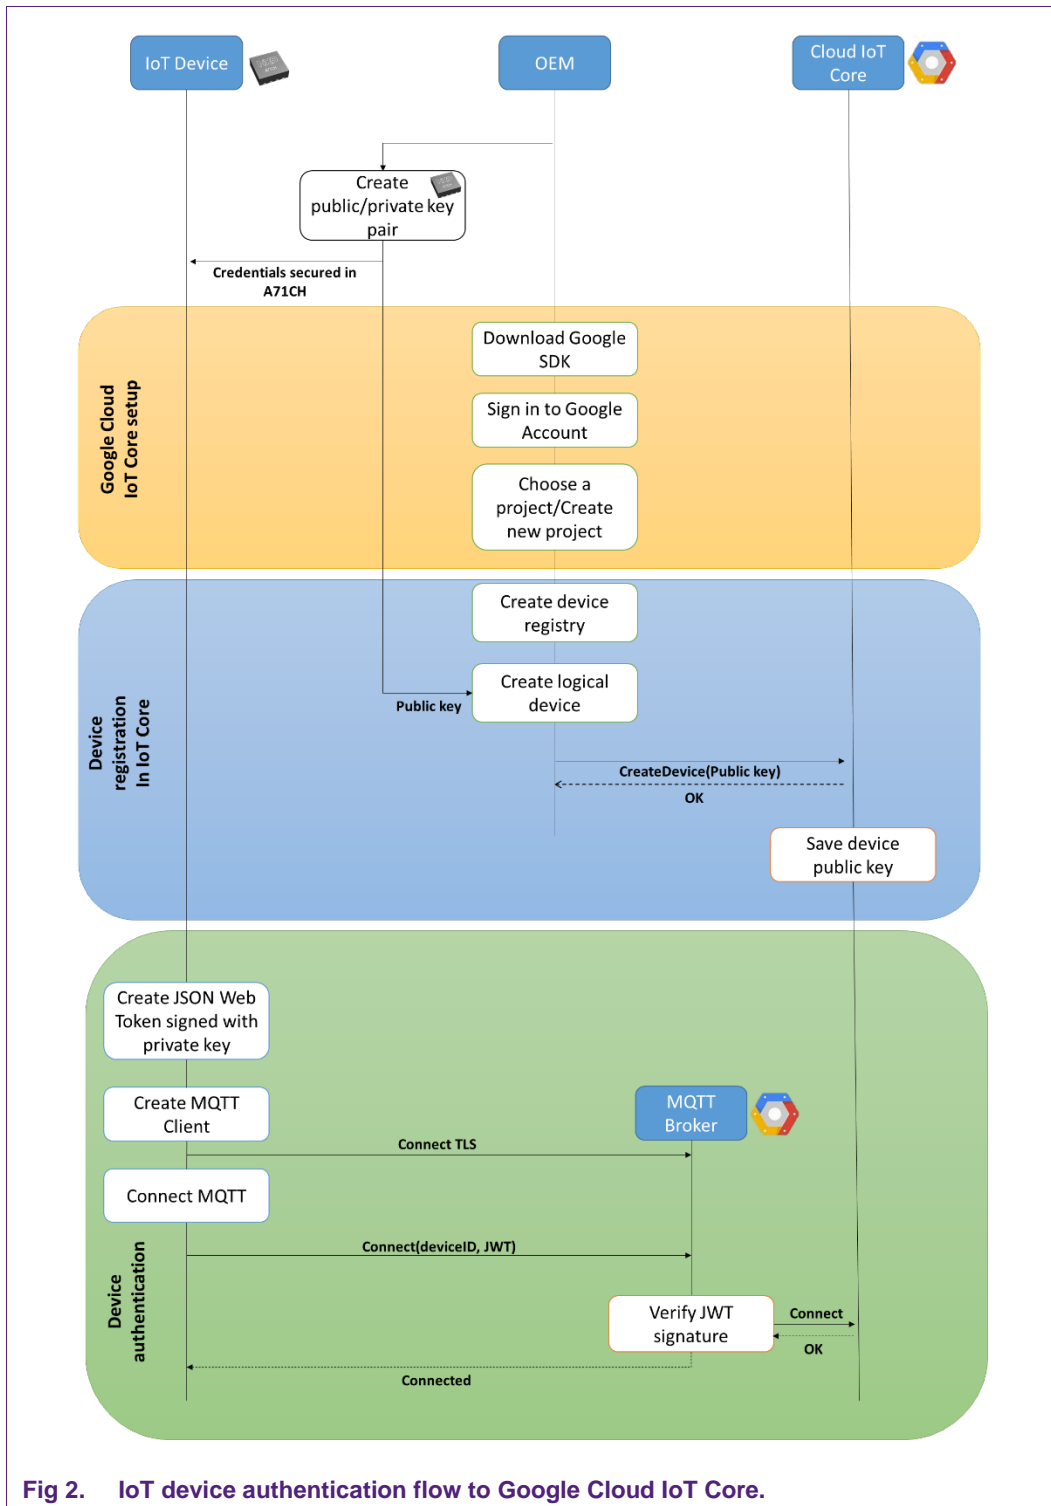 IoT Device
OEM
Cloud IoT
Core
Create
public/private key
pair
Credentials secured in
A71CH
Google Cloud
IoT Core setup
Download Google
SDK
Sign in to Google
Account
Choose a
project/Create
new project
Device
registration
In IoT Core
Create device
registry
Create logical
device
Public key
CreateDevice(Public key)
OK
Save device
public key
Create JSON Web
Token signed with
private key
Create MQTT
Client
MQTT
Broker
Connect TLS
Connect MQTT
Connect(deviceID, JWT)
Device
authentication
Verify JWT
signature
Connect
OK
Connected
Fig 2. IoT device authentication flow to Google Cloud IoT Core.